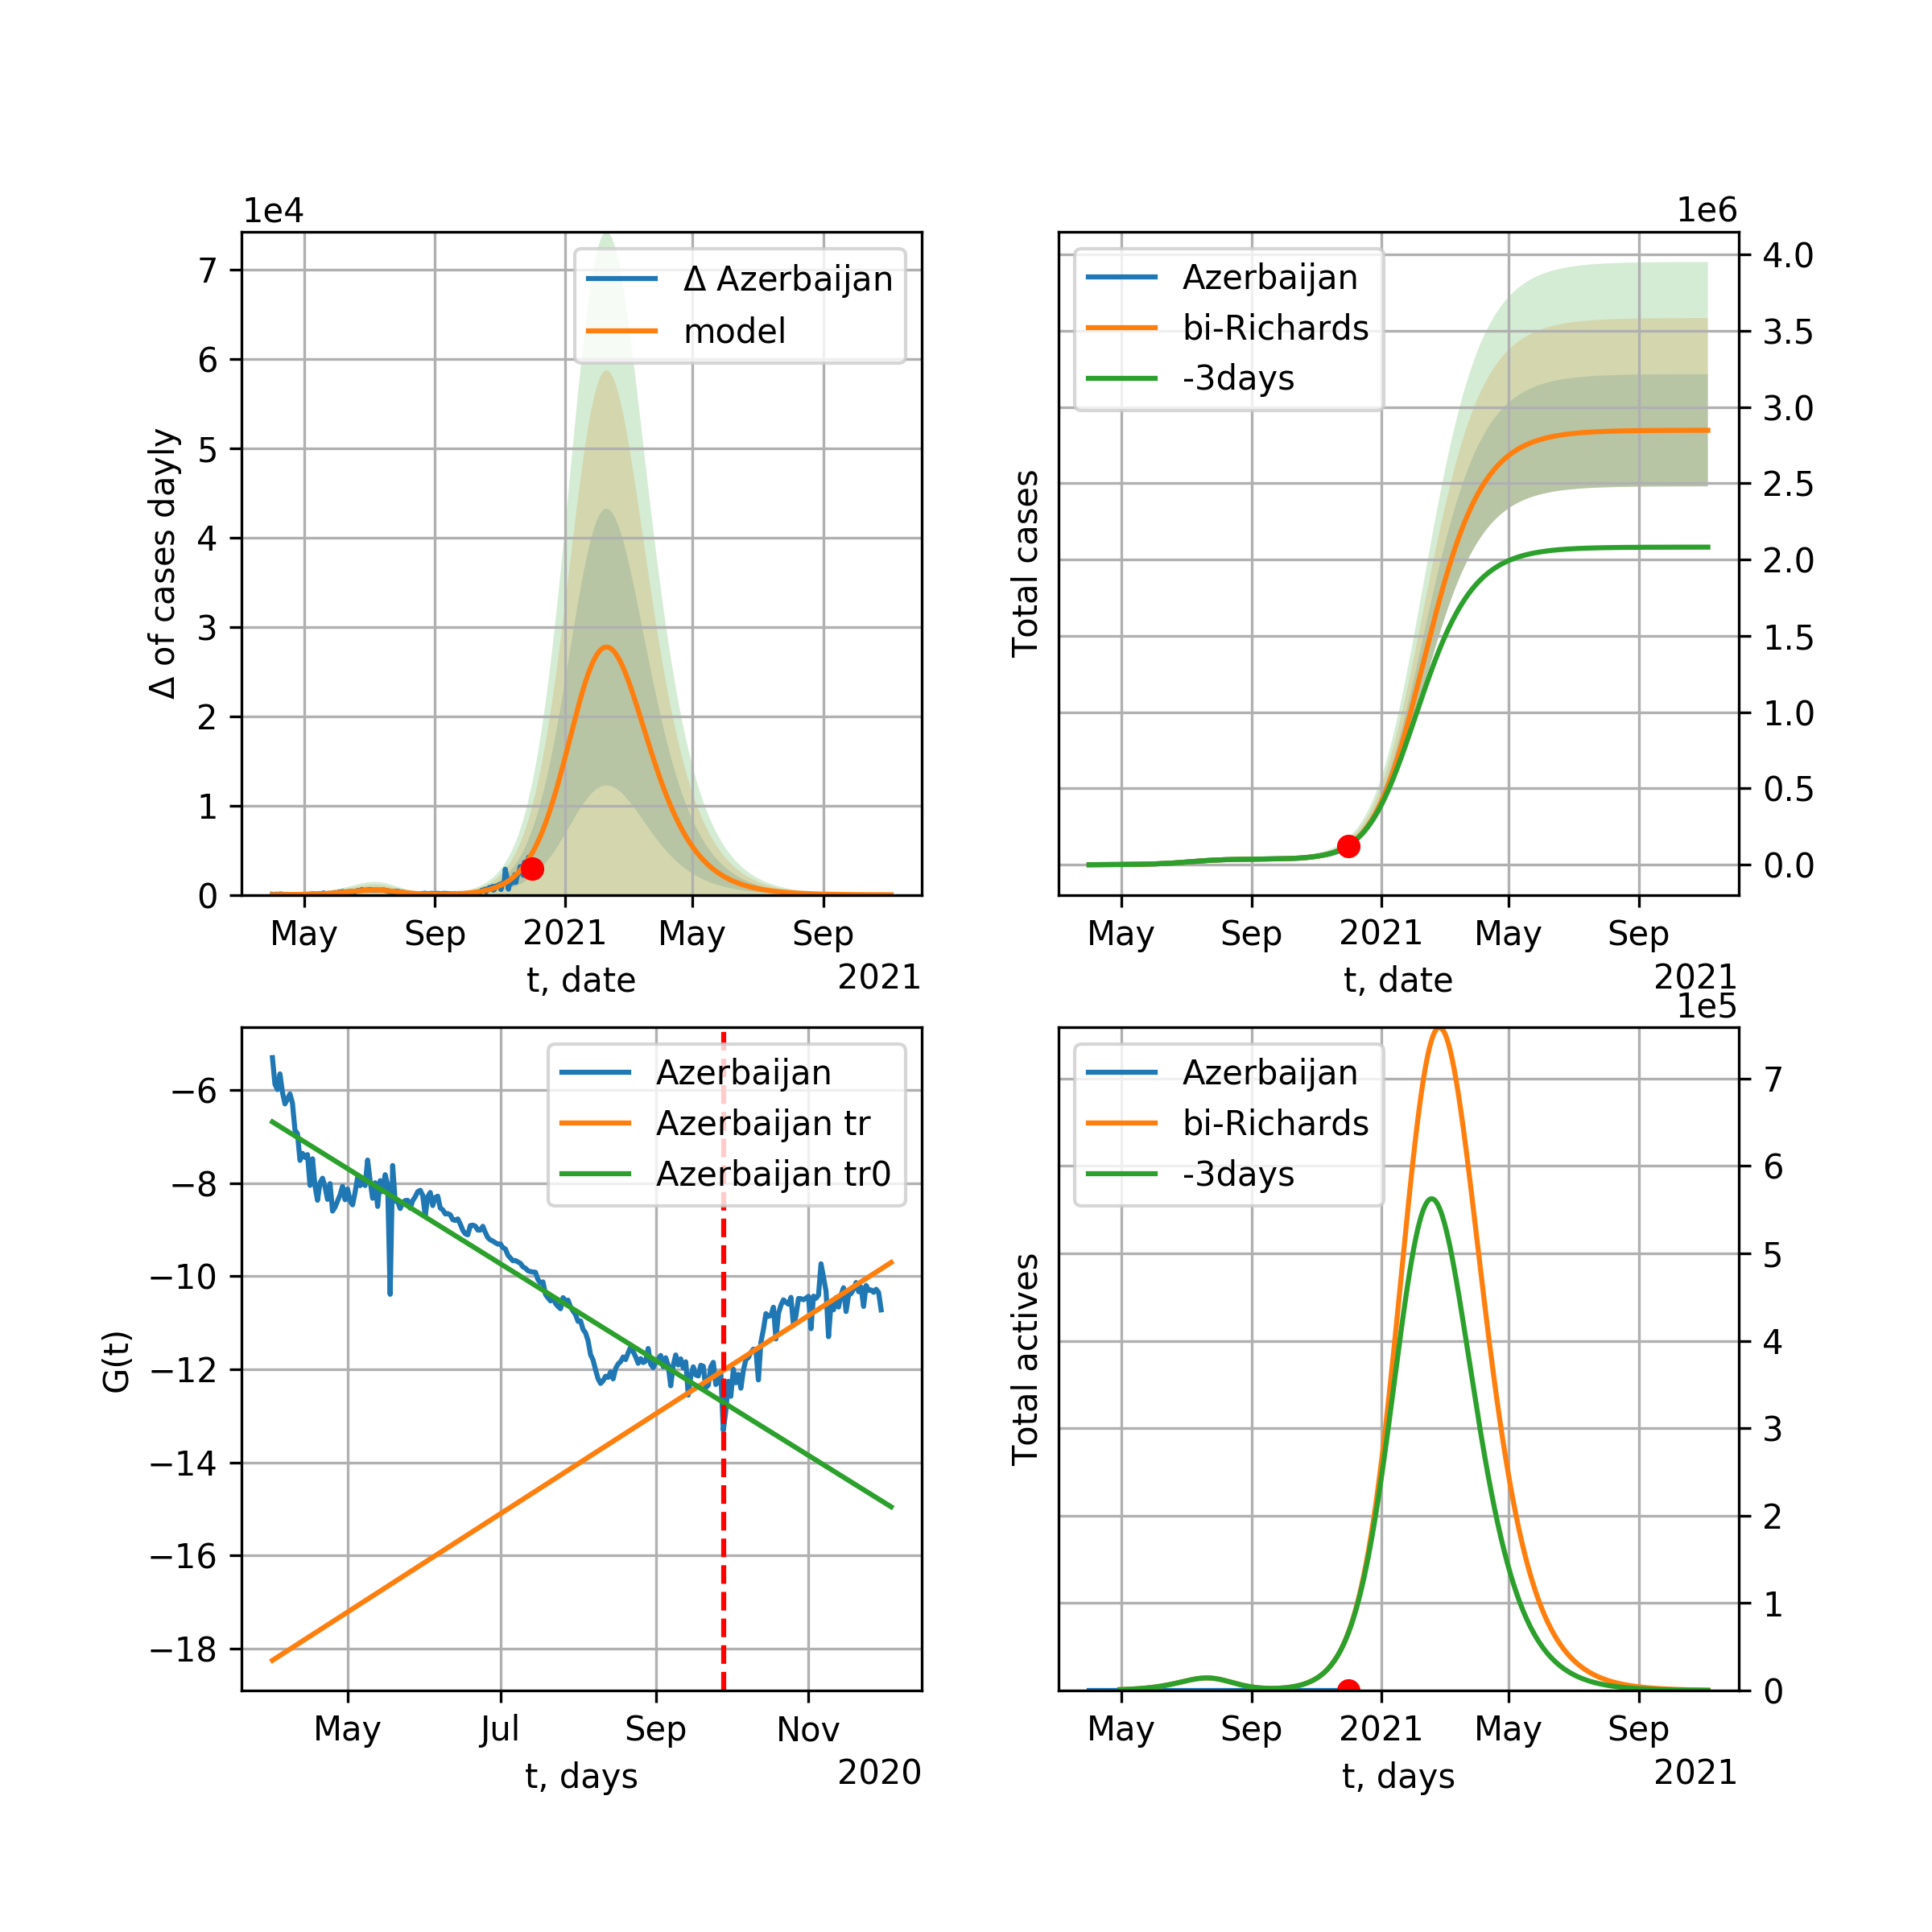 1e4
Δ of cases dayly
7
6
5
4
3
2
1
0
Δ Azerbaijan
model
May Sep 2021 May Sep
t, date
2021
1e6
Total cases
Azerbaijan
bi-Richards
-3days
4.0
3.5
3.0
2.5
2.0
1.5
1.0
0.5
0.0
May Sep 2021 May Sep
t, date
2021
G(t)
−6
−8
−10
−12
−14
−16
−18
Azerbaijan
Azerbaijan tr
Azerbaijan tr0
May Jul Sep Nov
t, days
2020
1e5
Total actives
Azerbaijan
bi-Richards
-3days
7
6
5
4
3
2
1
0
May Sep 2021 May Sep
t, days
2021